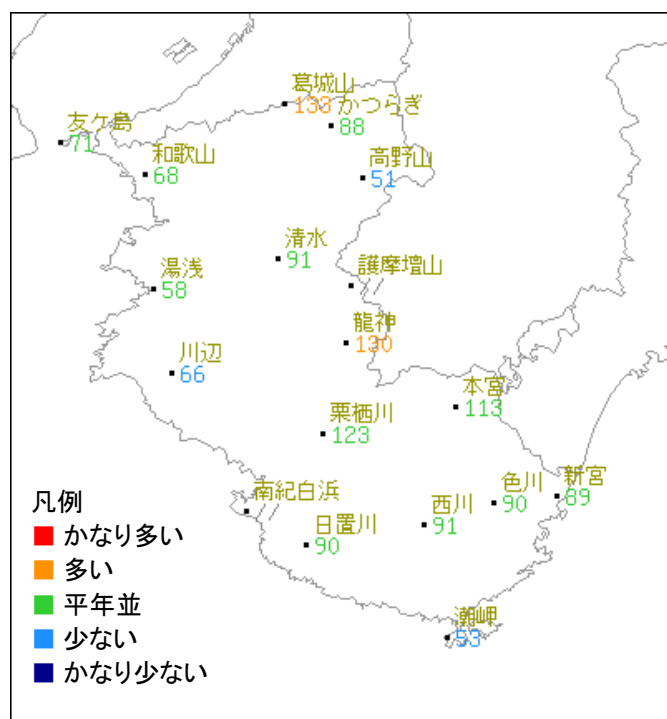 葛城山
133 かつらぎ
88
友ケ島
71
和歌山
68
高野山
51
清水
91
護摩壇山
//
湯浅
58
龍神
130
川辺
66
本宮
113
栗栖川
123
南紀白浜
//
日置川
90
西川
91
色川
90
新宮
89
潮岬
53
凡例
かなり多い
多い
平年並
少ない
かなり少ない